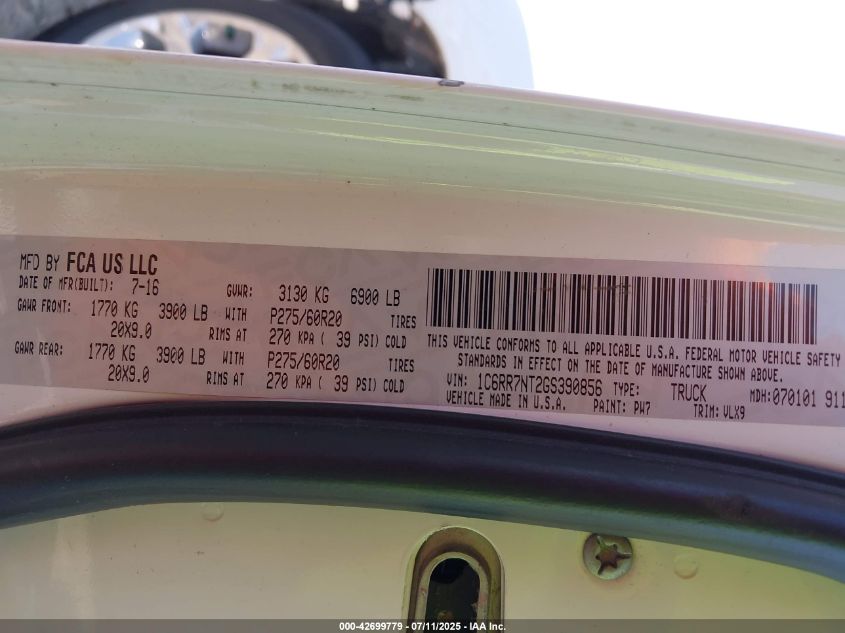 MFD BY FCA US LLC
DATE OF MFR(BUILT): 7-16 GVWR: 3130 KG 6900 LB
GAWR FRONT: 1770 KG 3900 LB WITH P275/60R20 TIRES
20X9.0 RIMS AT 270 KPA ( 39 PSI) COLD
GAWR REAR: 1770 KG 3900 LB WITH P275/60R20 TIRES
20X9.0 RIMS AT 270 KPA ( 39 PSI) COLD
THIS VEHICLE CONFORMS TO ALL APPLICABLE U.S.A. FEDERAL MOTOR VEHICLE SAFETY
STANDARDS IN EFFECT ON THE DATE OF MANUFACTURE SHOWN ABOVE.
VIN: 1C6RR7NT2GS390856 TYPE: TRUCK MDH:070101 911
VEHICLE MADE IN U.S.A. PAINT: PW7 TRIM: VLX9
000-42699779 - 07/11/2025 - IAA Inc.